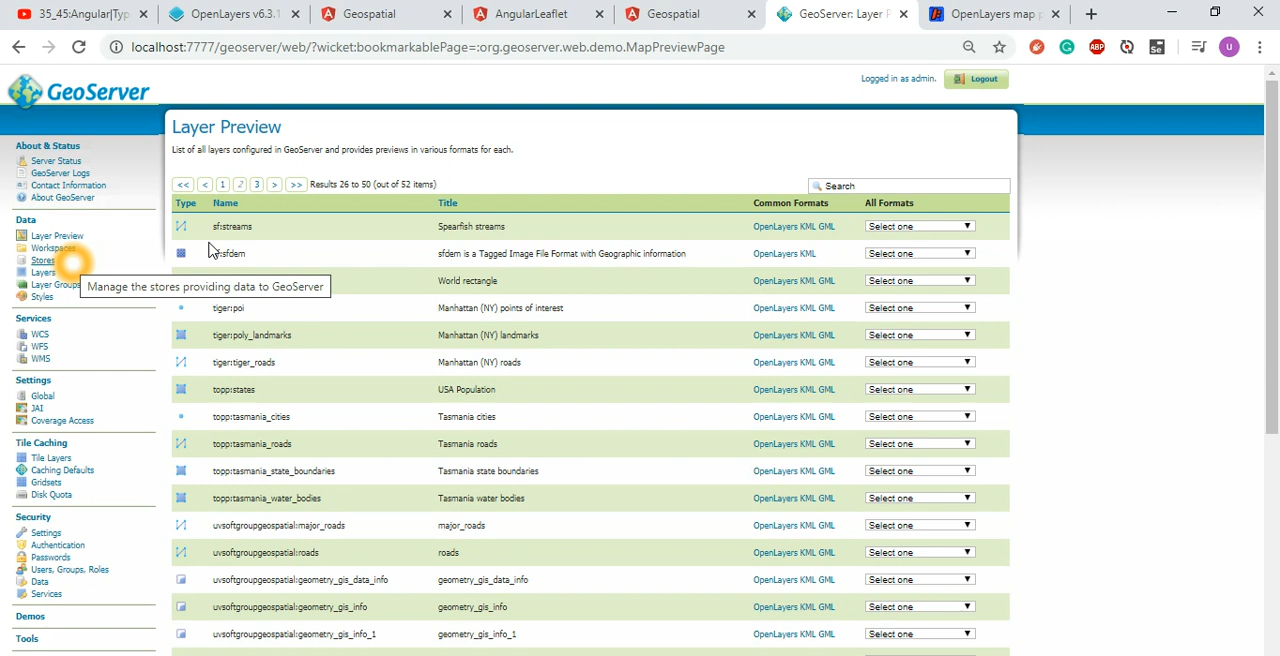 35_45:Angular|Typ
OpenLayers v6.3.1
Geospatial
AngularLeaflet
Geospatial
GeoServer: Layer P
OpenLayers map p
localhost:7777/geoserver/web/?wicket:bookmarkablePage=:org.geoserver.web.demo.MapPreviewPage
ABP
Se
U
GeoServer
Logged in as admin.
Logout
About & Status
Server Status
GeoServer Logs
Contact Information
About GeoServer
Data
Layer Preview
Workspaces
Stores
Layers
Layer Groups
Styles
Manage the stores providing data to GeoServer
Services
WCS
WFS
WMS
Settings
Global
JAI
Coverage Access
Tile Caching
Tile Layers
Caching Defaults
Gridsets
Disk Quota
Security
Settings
Authentication
Passwords
Users, Groups, Roles
Data
Services
Demos
Tools
Layer Preview
List of all layers configured in GeoServer and provides previews in various formats for each.
<< < 1 2 3 > >> Results 26 to 50 (out of 52 items)
Search
Type Name Title Common Formats All Formats
sf:streams Spearfish streams OpenLayers KML GML Select one
:sfdem sfdem is a Tagged Image File Format with Geographic information OpenLayers KML Select one
World rectangle OpenLayers KML GML Select one
tiger:poi Manhattan (NY) points of interest OpenLayers KML GML Select one
tiger:poly_landmarks Manhattan (NY) landmarks OpenLayers KML GML Select one
tiger:tiger_roads Manhattan (NY) roads OpenLayers KML GML Select one
topp:states USA Population OpenLayers KML GML Select one
topp:tasmania_cities Tasmania cities OpenLayers KML GML Select one
topp:tasmania_roads Tasmania roads OpenLayers KML GML Select one
topp:tasmania_state_boundaries Tasmania state boundaries OpenLayers KML GML Select one
topp:tasmania_water_bodies Tasmania water bodies OpenLayers KML GML Select one
uvsoftgroupgeospatial:major_roads major_roads OpenLayers KML GML Select one
uvsoftgroupgeospatial:roads roads OpenLayers KML GML Select one
uvsoftgroupgeospatial:geometry_gis_data_info geometry_gis_data_info OpenLayers KML GML Select one
uvsoftgroupgeospatial:geometry_gis_info geometry_gis_info OpenLayers KML GML Select one
uvsoftgroupgeospatial:geometry_gis_info_1 geometry_gis_info_1 OpenLayers KML GML Select one